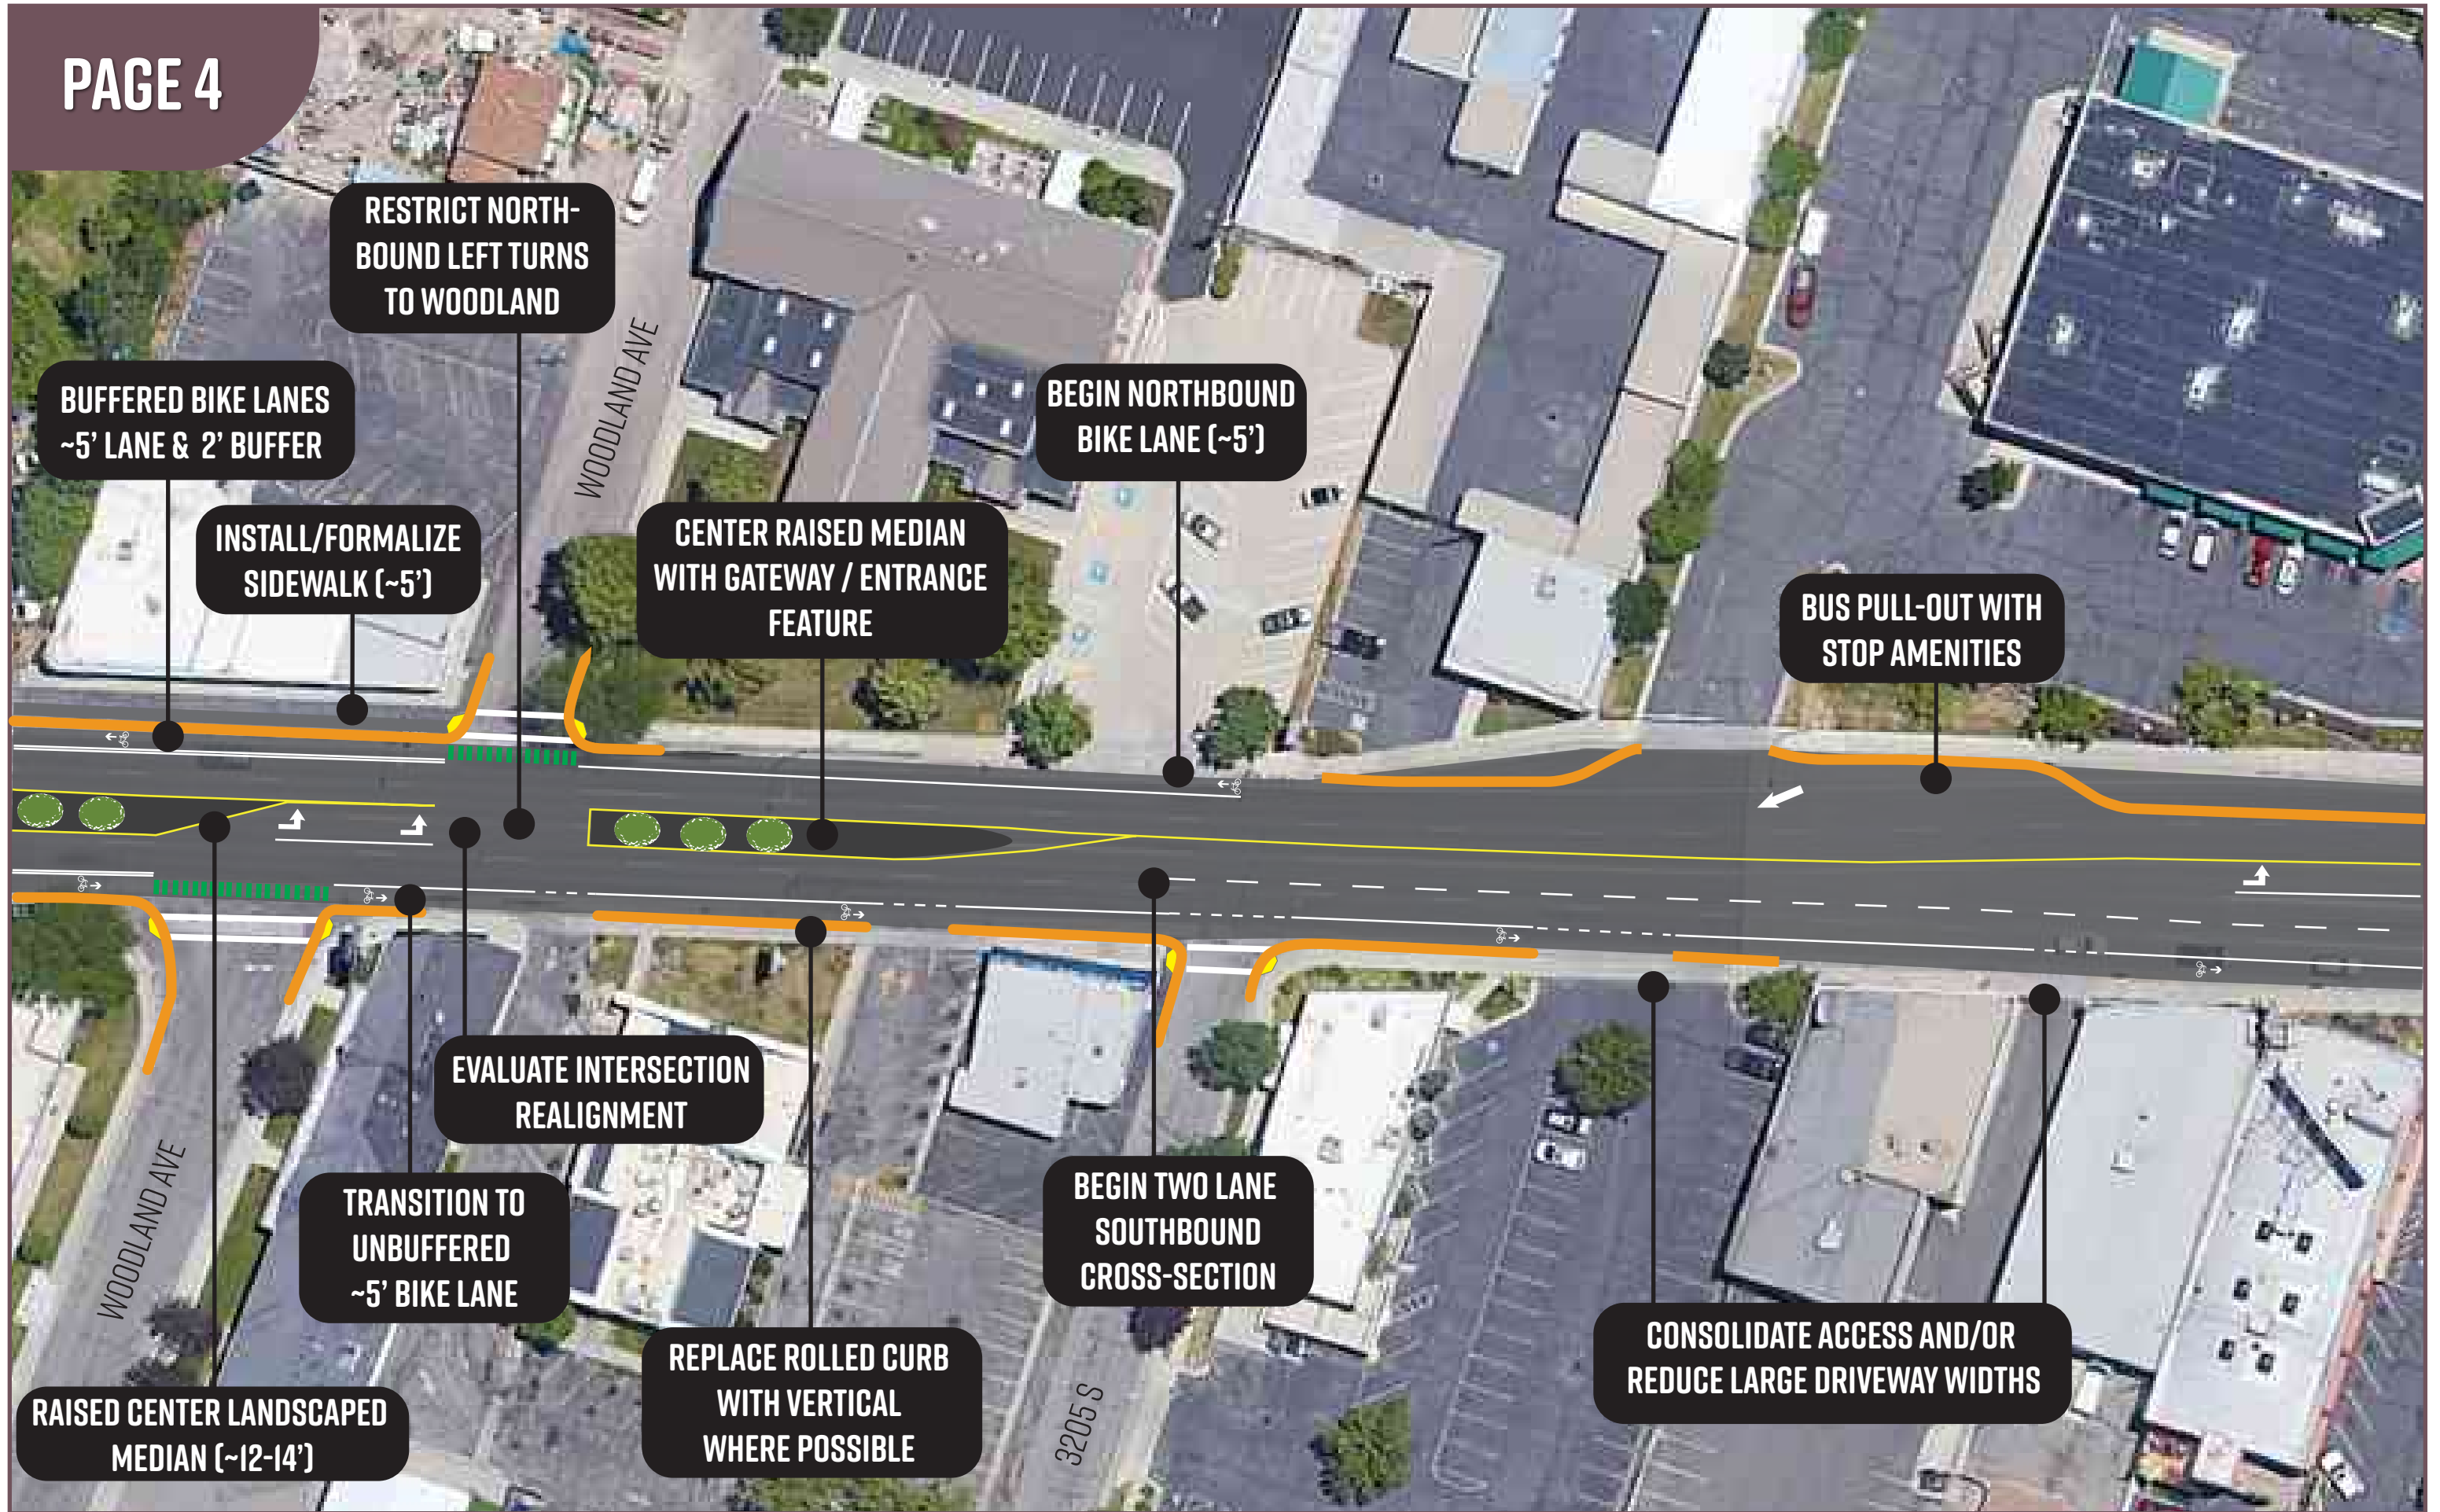 PAGE 4
RESTRICT NORTH-
BOUND LEFT TURNS
TO WOODLAND
WOODLAND AVE
BUFFERED BIKE LANES
~5' LANE & 2' BUFFER
BEGIN NORTHBOUND
BIKE LANE (~5')
INSTALL/FORMALIZE
SIDEWALK (~5')
CENTER RAISED MEDIAN
WITH GATEWAY / ENTRANCE
FEATURE
BUS PULL-OUT WITH
STOP AMENITIES
EVALUATE INTERSECTION
REALIGNMENT
WOODLAND AVE
TRANSITION TO
UNBUFFERED
~5' BIKE LANE
BEGIN TWO LANE
SOUTHBOUND
CROSS-SECTION
RAISED CENTER LANDSCAPED
MEDIAN (~12-14')
REPLACE ROLLED CURB
WITH VERTICAL
WHERE POSSIBLE
3205 S
CONSOLIDATE ACCESS AND/OR
REDUCE LARGE DRIVEWAY WIDTHS